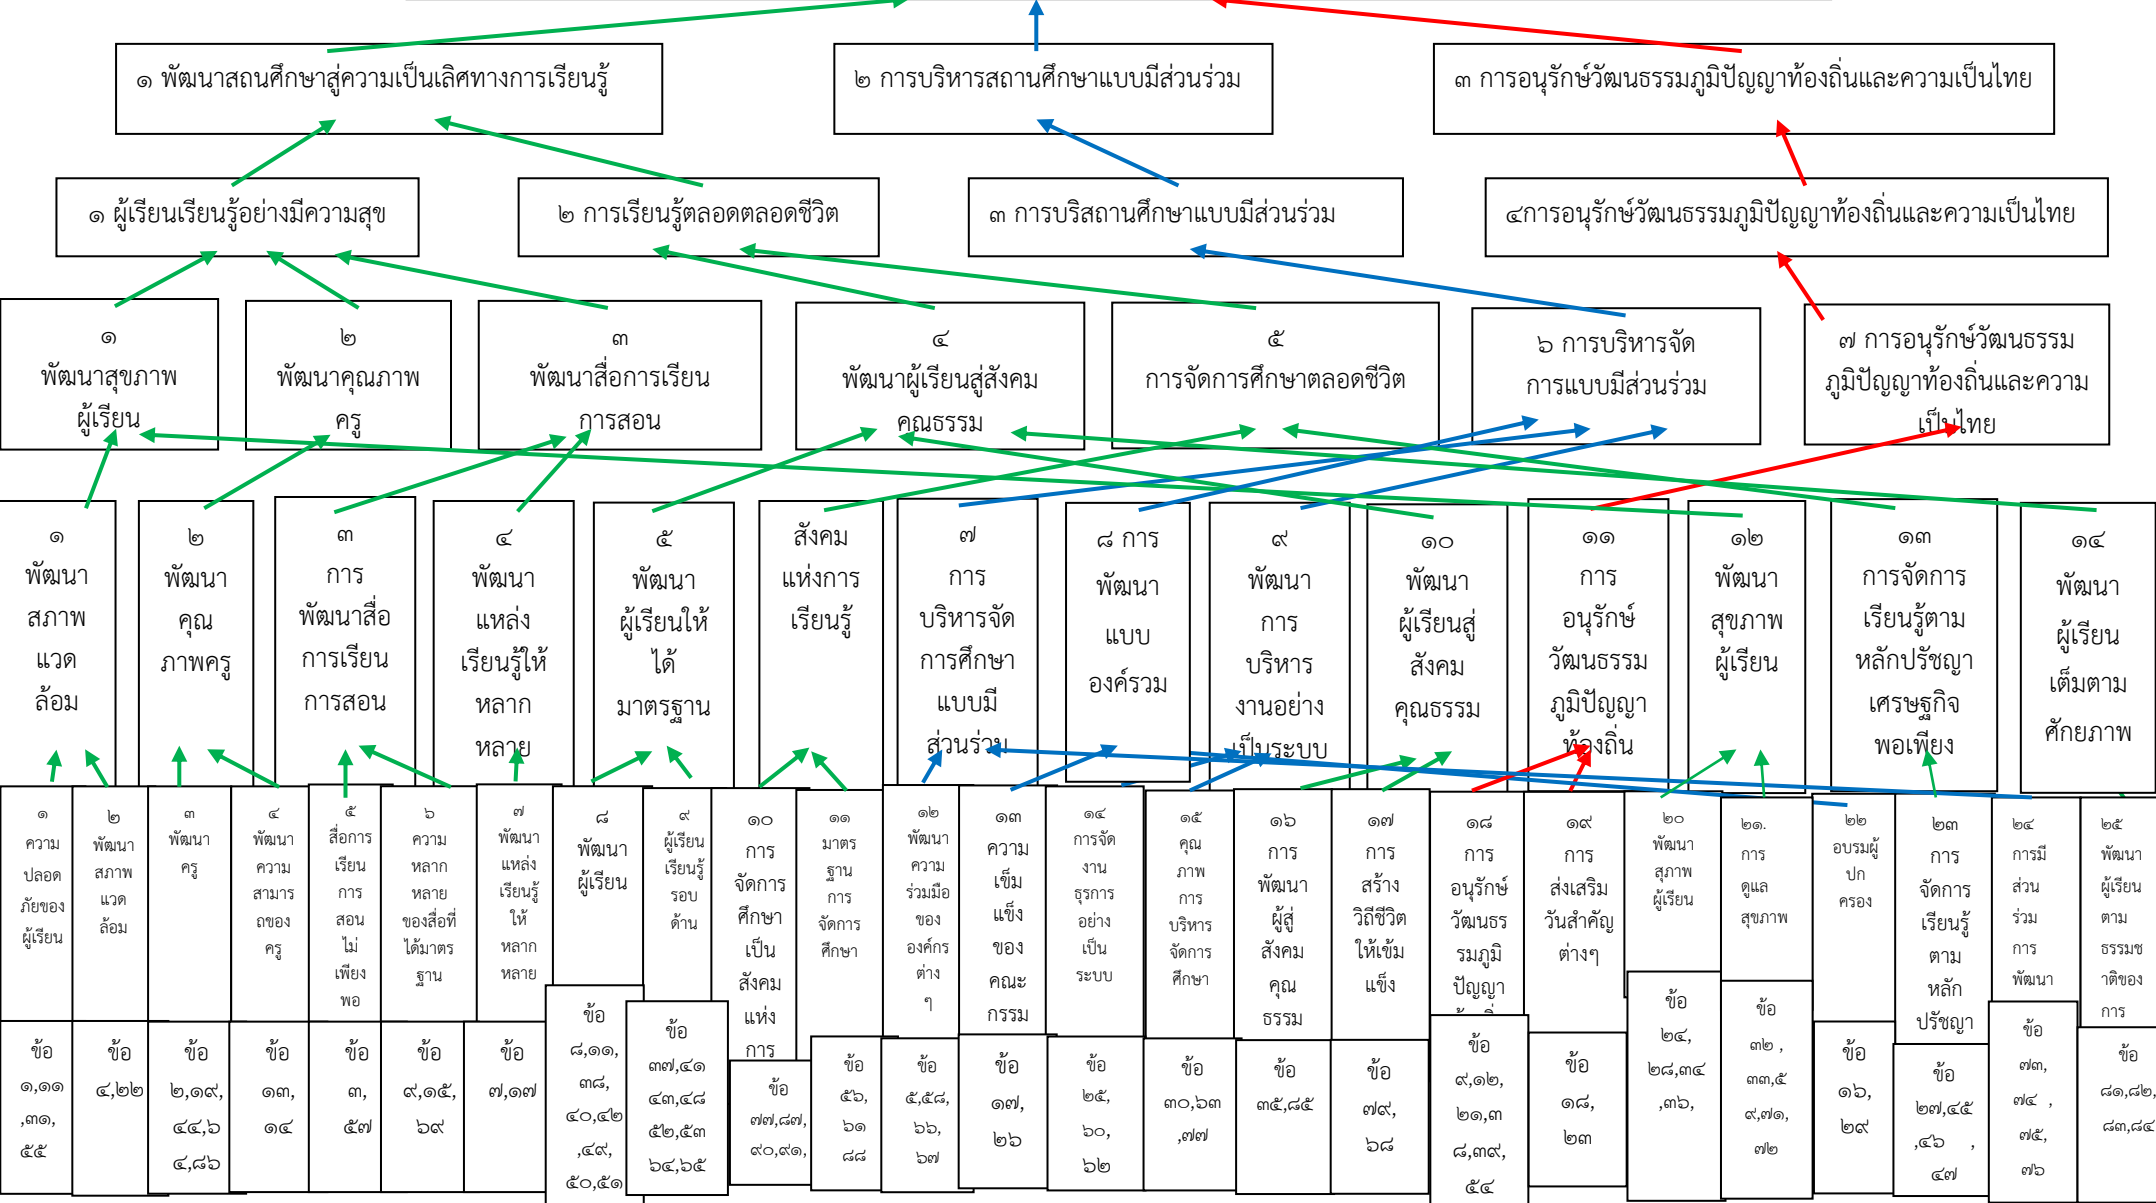 ๑ พัฒนาสถนศึกษาสู่ความเป็นเลิศทางการเรียนรู้
๒ การบริหารสถานศึกษาแบบมีส่วนร่วม
๓ การอนุรักษ์วัฒนธรรมภูมิปัญญาท้องถิ่นและความเป็นไทย
๑ ผู้เรียนเรียนรู้อย่างมีความสุข
๒ การเรียนรู้ตลอดตลอดชีวิต
๓ การบริสถานศึกษาแบบมีส่วนร่วม
๔การอนุรักษ์วัฒนธรรมภูมิปัญญาท้องถิ่นและความเป็นไทย
๑
พัฒนาสุขภาพ
ผู้เรียน
๒
พัฒนาคุณภาพ
ครู
๓
พัฒนาสื่อการเรียน
การสอน
๔
พัฒนาผู้เรียนสู่สังคม
คุณธรรม
๕
การจัดการศึกษาตลอดชีวิต
๖ การบริหารจัด
การแบบมีส่วนร่วม
๗ การอนุรักษ์วัฒนธรรม
ภูมิปัญญาท้องถิ่นและความ
เป็นไทย
๑
พัฒนา
สภาพ
แวด
ล้อม
๒
พัฒนา
คุณ
ภาพครู
๓
การ
พัฒนาสื่อ
การเรียน
การสอน
๔
พัฒนา
แหล่ง
เรียนรู้ให้
หลาก
หลาย
๕
พัฒนา
ผู้เรียนให้
ได้
มาตรฐาน
สังคม
แห่งการ
เรียนรู้
๗
การ
บริหารจัด
การศึกษา
แบบมี
ส่วนร่วม
๘ การ
พัฒนา
แบบ
องค์รวม
๙
พัฒนา
การ
บริหาร
งานอย่าง
เป็นระบบ
๑๐
พัฒนา
ผู้เรียนสู่
สังคม
คุณธรรม
๑๑
การ
อนุรักษ์
วัฒนธรรม
ภูมิปัญญา
ท้องถิ่น
๑๒
พัฒนา
สุขภาพ
ผู้เรียน
๑๓
การจัดการ
เรียนรู้ตาม
หลักปรัชญา
เศรษฐกิจ
พอเพียง
๑๔
พัฒนา
ผู้เรียน
เต็มตาม
ศักยภาพ
๑
ความ
ปลอด
ภัยของ
ผู้เรียน
๒
พัฒนา
สภาพ
แวด
ล้อม
๓
พัฒนา
ครู
๔
พัฒนา
ความ
สามาร
ถของ
ครู
๕
สื่อการ
เรียน
การ
สอน
ไม่
เพียง
พอ
๖
ความ
หลาก
หลาย
ของสื่อที่
ได้มาตร
ฐาน
๗
พัฒนา
แหล่ง
เรียนรู้
ให้
หลาก
หลาย
๘
พัฒนา
ผู้เรียน
๙
ผู้เรียน
เรียนรู้
รอบ
ด้าน
๑๐
การ
จัดการ
ศึกษา
เป็น
สังคม
แห่ง
การ
๑๑
มาตร
ฐาน
การ
จัดการ
ศึกษา
๑๒
พัฒนา
ความ
ร่วมมือ
ของ
องค์กร
ต่าง
ๆ
๑๓
ความ
เข็ม
แข็ง
ของ
คณะ
กรรม
๑๔
การจัด
งาน
ธุรการ
อย่าง
เป็น
ระบบ
๑๕
คุณ
ภาพ
การ
บริหาร
จัดการ
ศึกษา
๑๖
การ
พัฒนา
ผู้สู่
สังคม
คุณ
ธรรม
๑๗
การ
สร้าง
วิถีชีวิต
ให้เข้ม
แข็ง
๑๘
การ
อนุรักษ์
วัฒนธร
รมภูมิ
ปัญญา
๑๙
การ
ส่งเสริม
วันสำคัญ
ต่างๆ
๒๐
พัฒนา
สุภาพ
ผู้เรียน
๒๑.
การ
ดูแล
สุขภาพ
๒๒
อบรมผู้
ปก
ครอง
๒๓
การ
จัดการ
เรียนรู้
ตาม
หลัก
ปรัชญา
๒๔
การมี
ส่วน
ร่วม
การ
พัฒนา
๒๕
พัฒนา
ผู้เรียน
ตาม
ธรรมช
าติของ
การ
ข้อ
๑,๑๑
,๓๑,
๕๕
ข้อ
๔,๒๒
ข้อ
๒,๑๙,
๔๔,๖
๔,๘๖
ข้อ
๑๓,
๑๔
ข้อ
๓,
๕๗
ข้อ
๙,๑๕,
๖๙
ข้อ
๗,๑๗
ข้อ
๘,๑๑,
๓๘,
๔๐,๔๒
,๔๙,
๕๐,๕๑
ข้อ
๓๗,๔๑
๔๓,๔๘
๕๒,๕๓
๖๔,๖๕
ข้อ
๗๗,๘๗,
๙๐,๙๑,
ข้อ
๕๖,
๖๑
๘๘
ข้อ
๕,๕๘,
๖๖,
๖๗
ข้อ
๑๗,
๒๖
ข้อ
๒๕,
๖๐,
๖๒
ข้อ
๓๐,๖๓
,๗๗
ข้อ
๓๕,๘๕
ข้อ
๗๙,
๖๘
ข้อ
๙,๑๒,
๒๑,๓
๘,๓๙,
๕๔
ข้อ
๑๘,
๒๓
ข้อ
๒๔,
๒๘,๓๔
,๓๖,
ข้อ
๓๒ ,
๓๓,๕
๙,๗๑,
๗๒
ข้อ
๑๖,
๒๙
ข้อ
๒๗,๔๕
,๔๖ ,
๔๗
ข้อ
๗๓,
๗๔ ,
๗๕,
๗๖
ข้อ
๘๑,๘๒,
๘๓,๘๔